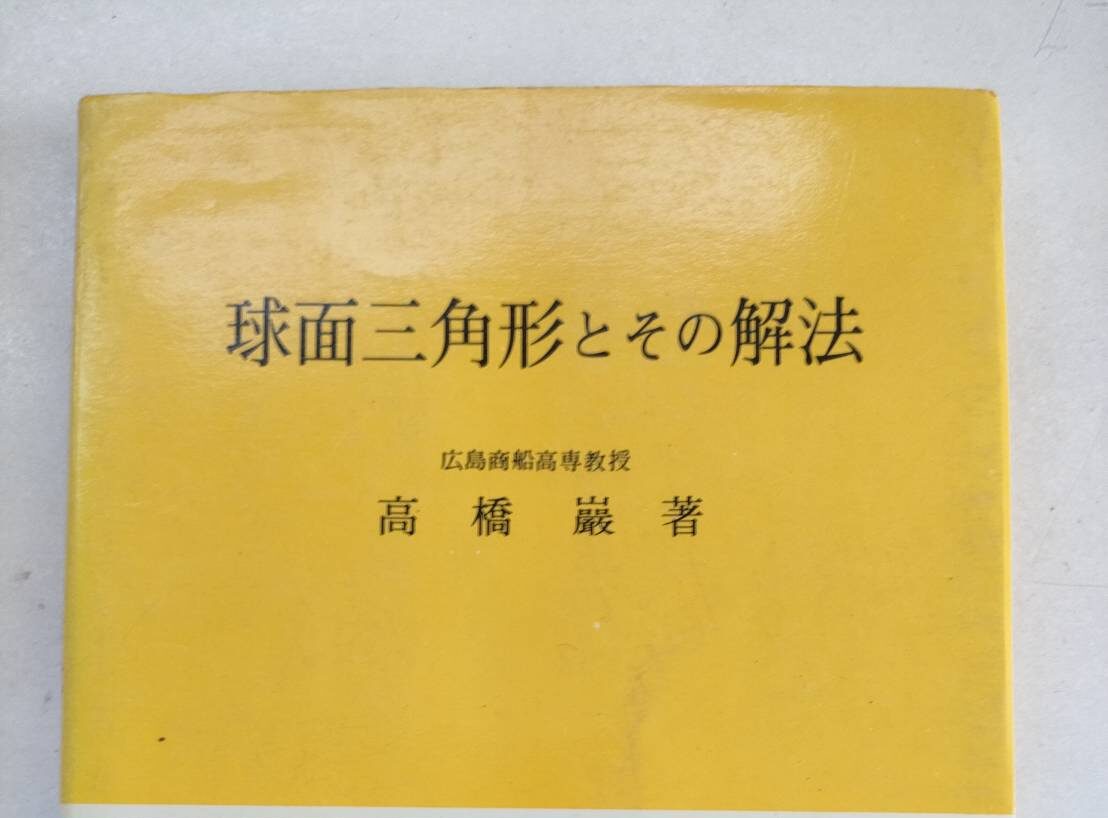 球面三角形とその解法
広島商船高専教授
高橋巖著